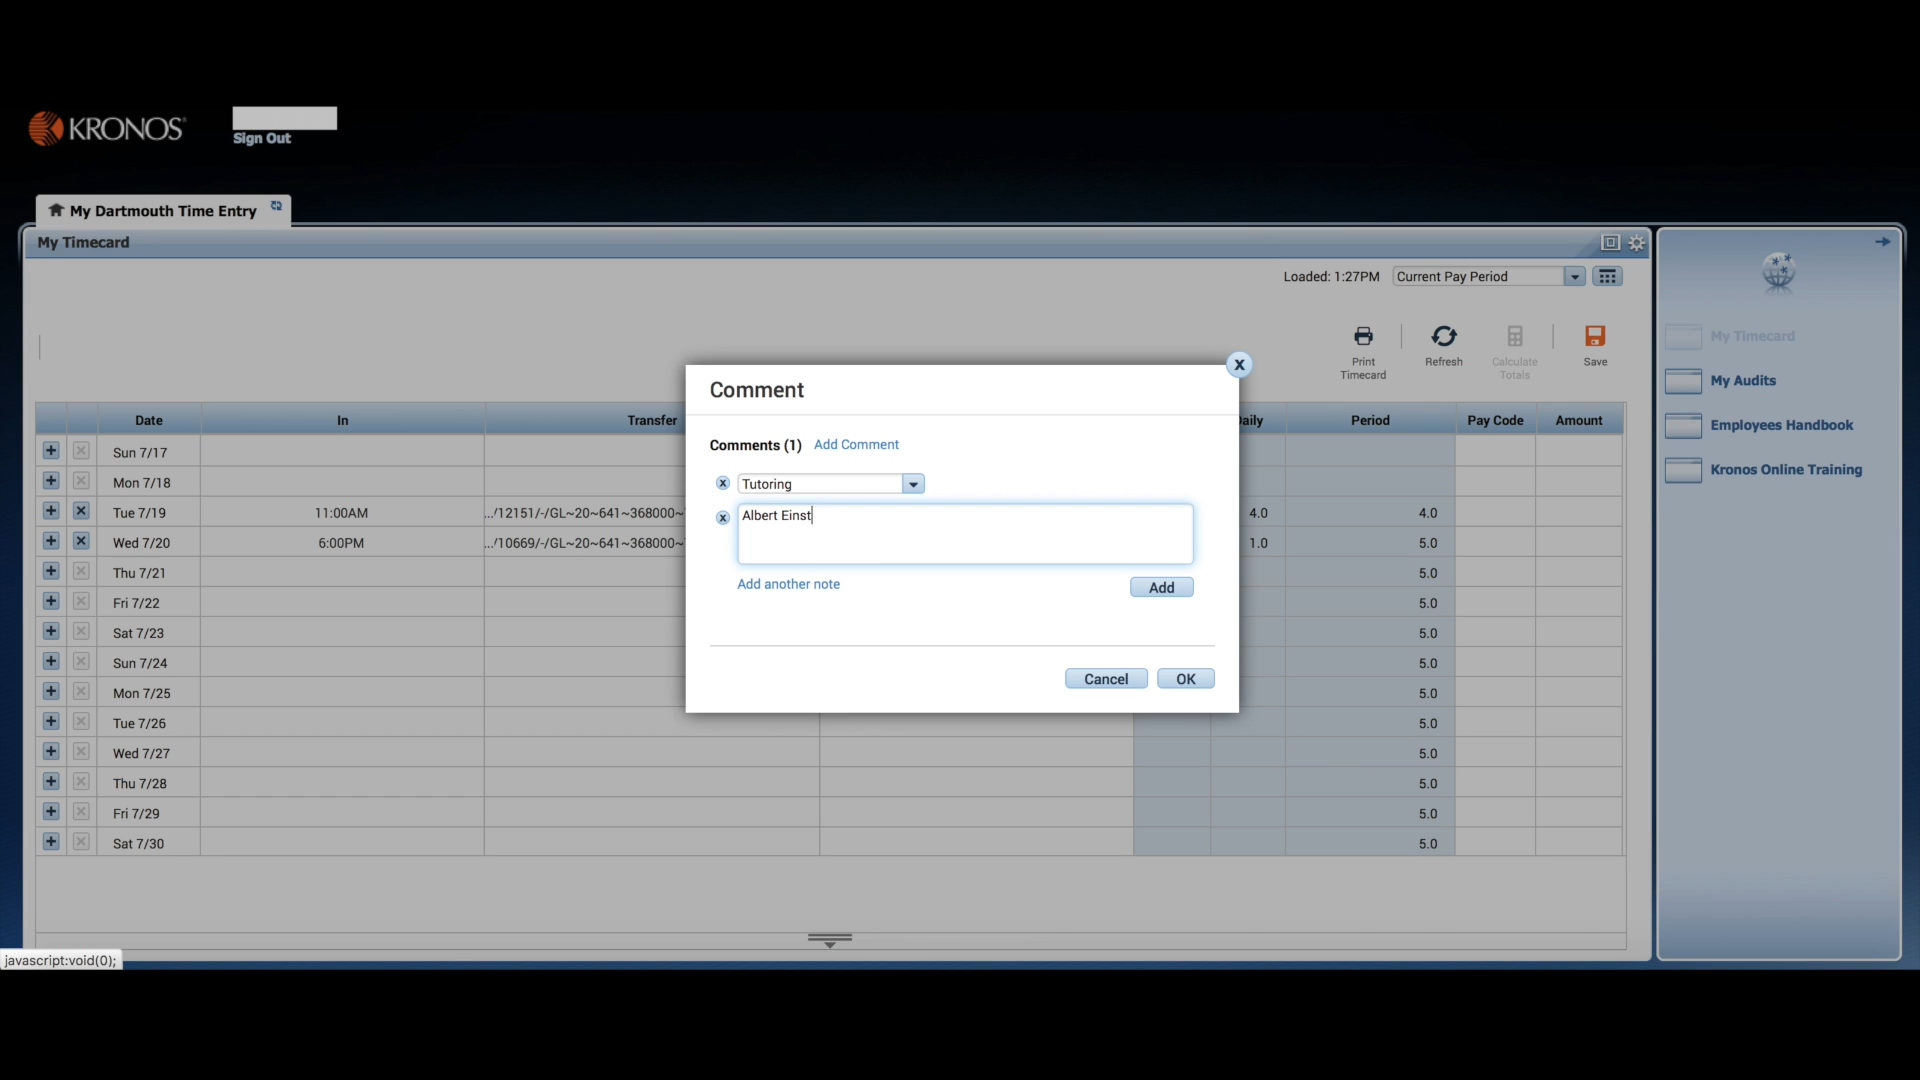 KRONOS
Sign Out
My Dartmouth Time Entry
My Timecard
Loaded: 1:27PM Current Pay Period
Print Timecard
Refresh
Calculate Totals
Save
Date In Transfer Daily Period Pay Code Amount
Sun 7/17
Mon 7/18
Tue 7/19 11:00AM .../12151/-/GL~20~641~368000~ 4.0 4.0
Wed 7/20 6:00PM .../10669/-/GL~20~641~368000~ 1.0 5.0
Thu 7/21 5.0
Fri 7/22 5.0
Sat 7/23 5.0
Sun 7/24 5.0
Mon 7/25 5.0
Tue 7/26 5.0
Wed 7/27 5.0
Thu 7/28 5.0
Fri 7/29 5.0
Sat 7/30 5.0
Comment
x
Comments (1) Add Comment
Tutoring
Albert Einst
Add another note
Add
Cancel OK
My Timecard
My Audits
Employees Handbook
Kronos Online Training
javascript:void(0);